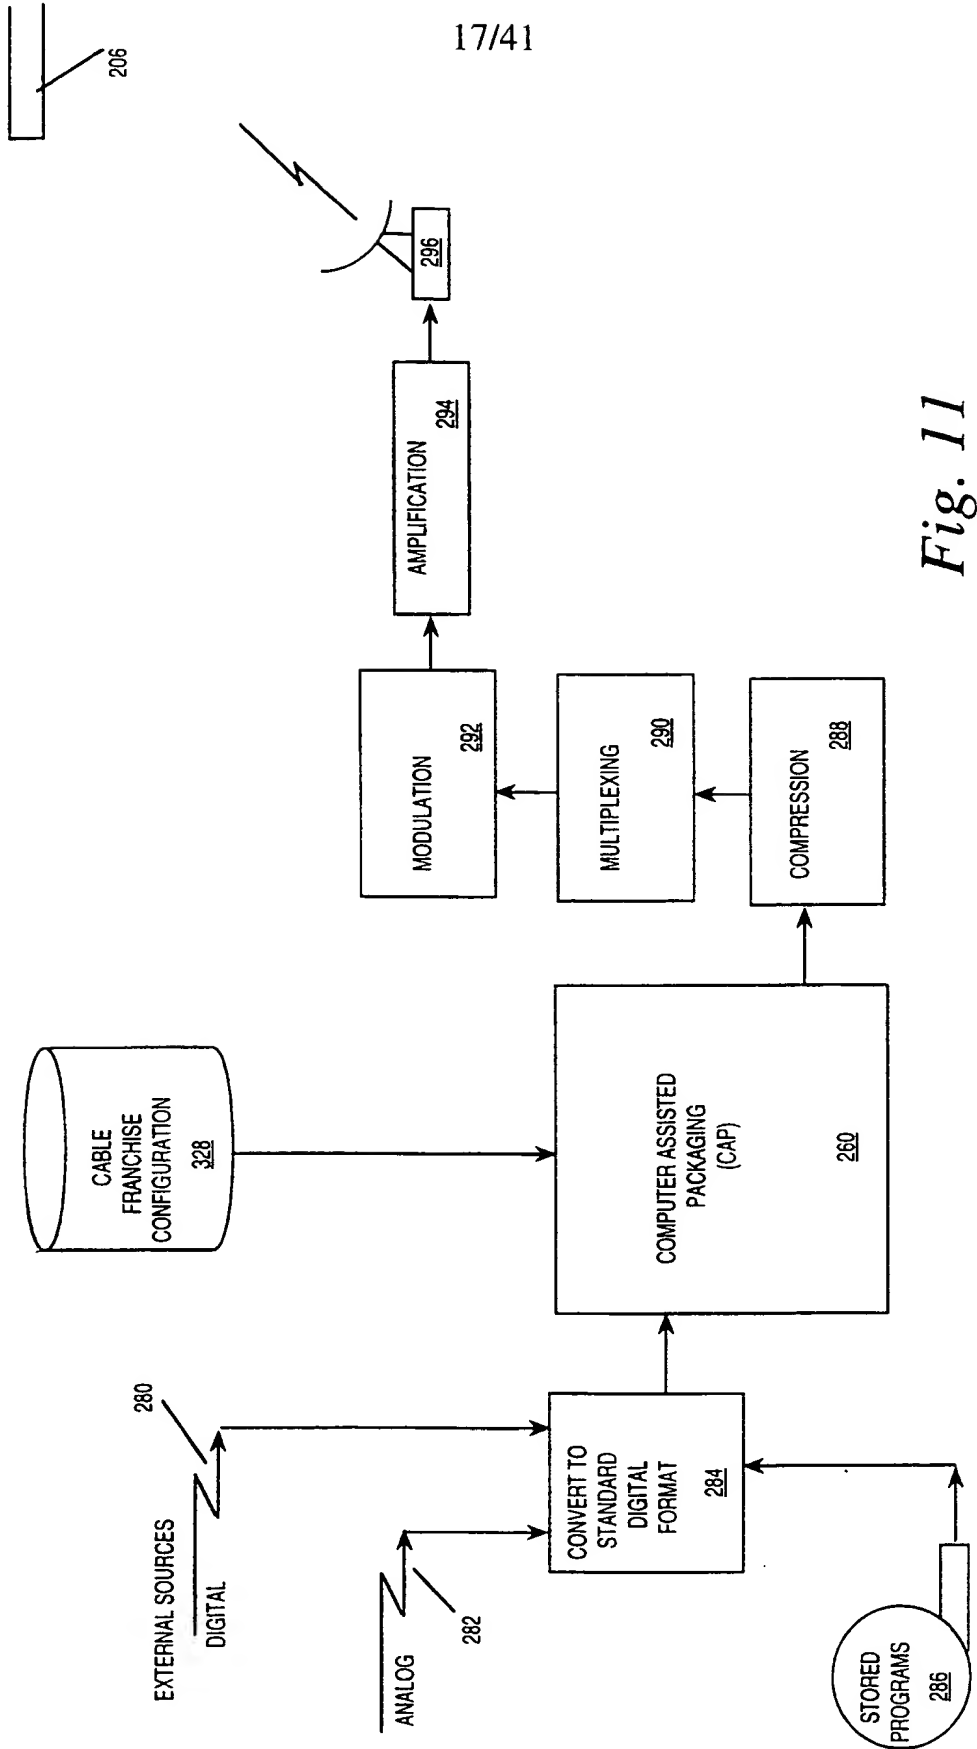 17/41
206
EXTERNAL SOURCES
DIGITAL
280
ANALOG
282
STORED
PROGRAMS
286
CONVERT TO
STANDARD
DIGITAL
FORMAT
284
CABLE
FRANCHISE
CONFIGURATION
328
COMPUTER ASSISTED
PACKAGING
(CAP)
260
COMPRESSION
288
MULTIPLEXING
290
MODULATION
292
AMPLIFICATION
294
296
Fig. 11